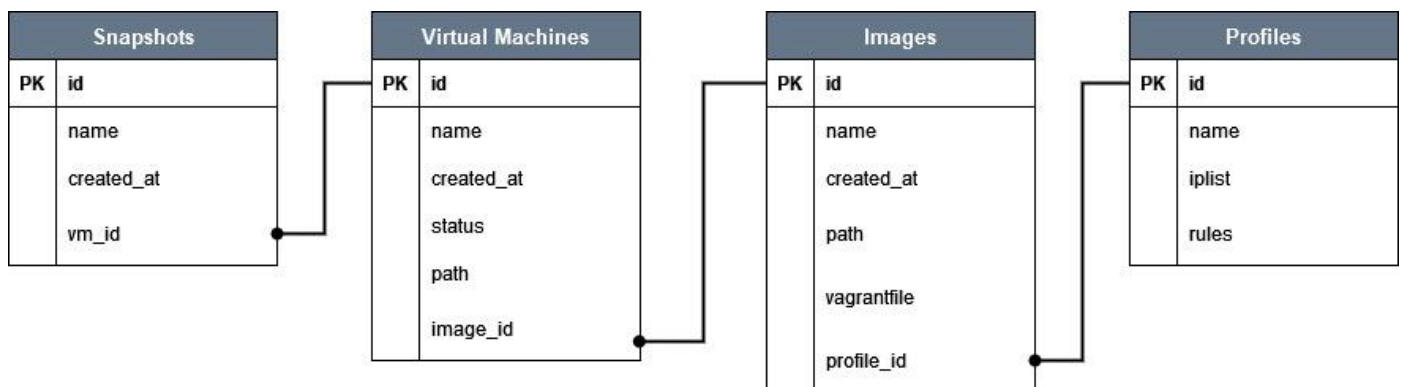 Snapshots
PK id
name
created_at
vm_id
Virtual Machines
PK id
name
created_at
status
path
image_id
Images
PK id
name
created_at
path
vagrantfile
profile_id
Profiles
PK id
name
iplist
rules